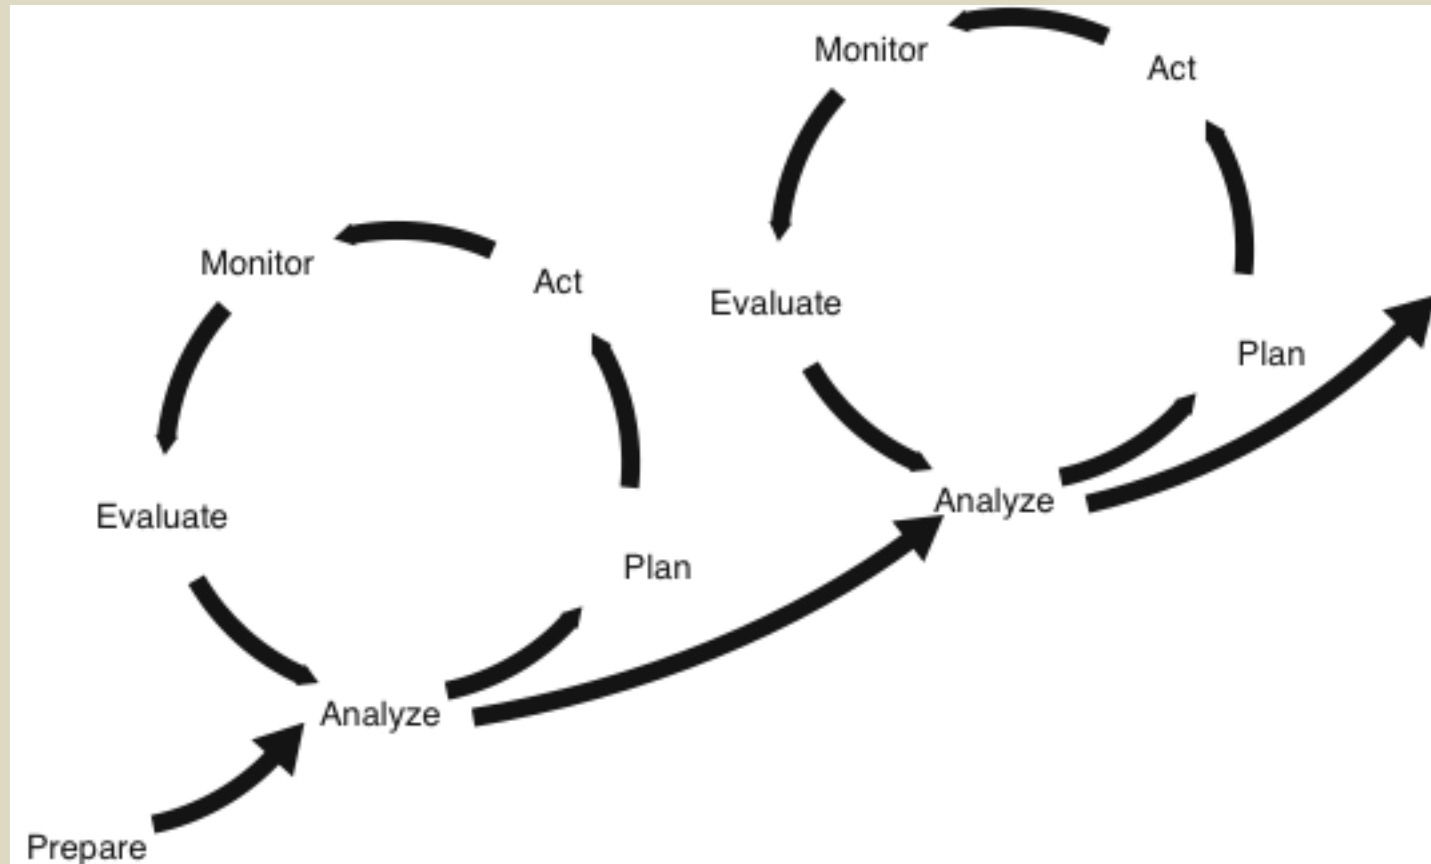 Monitor
Act
Evaluate
Plan
Analyze
Monitor
Act
Evaluate
Plan
Analyze
Prepare